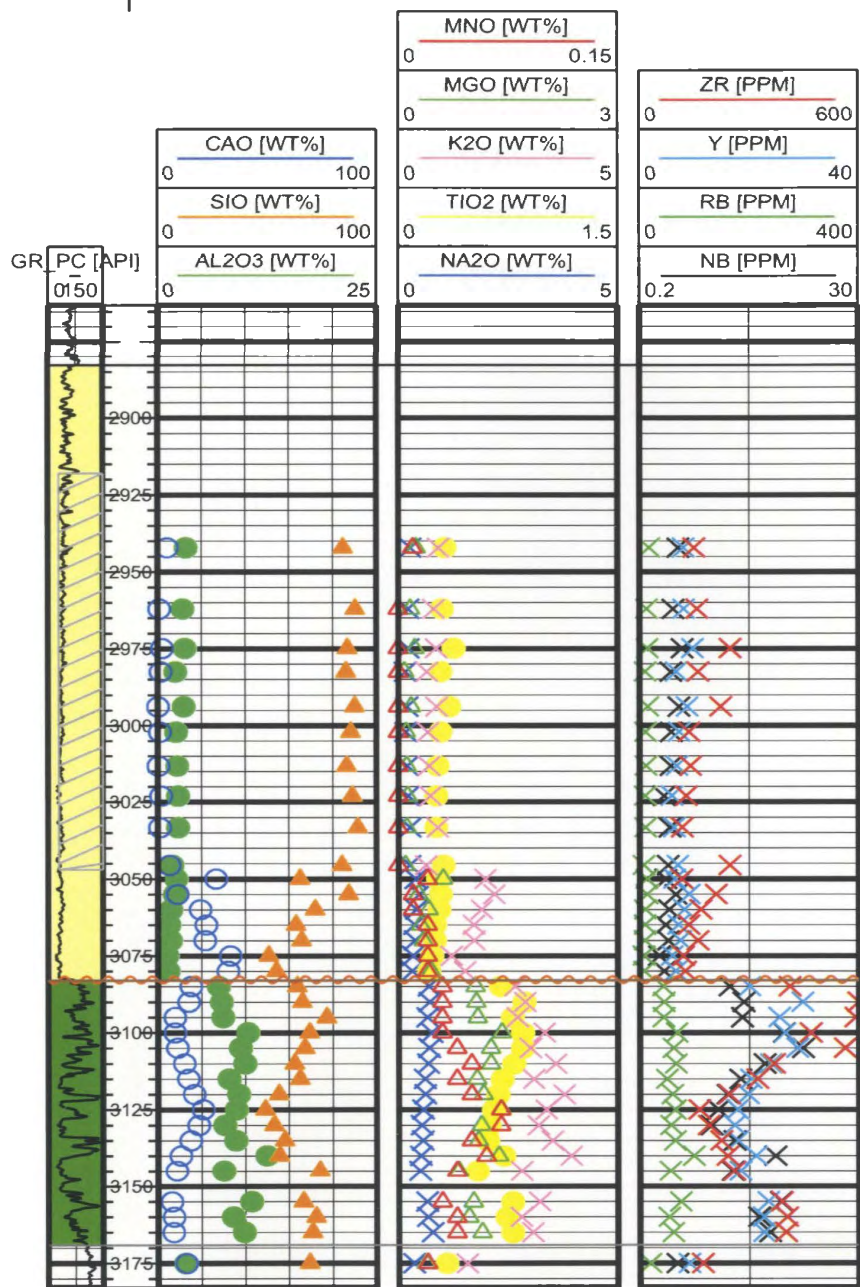 MNO [WT%]
0 0.15
MGO [WT%]
0 3
ZR [PPM]
0 600
CAO [WT%]
0 100
K2O [WT%]
0 5
Y [PPM]
0 40
SIO [WT%]
0 100
TIO2 [WT%]
0 1.5
RB [PPM]
0 400
GR_PC [API]
0 150
AL2O3 [WT%]
0 25
NA2O [WT%]
0 5
NB [PPM]
0.2 30
2900
2925
2950
2975
3000
3025
3050
3075
3100
3125
3150
3175